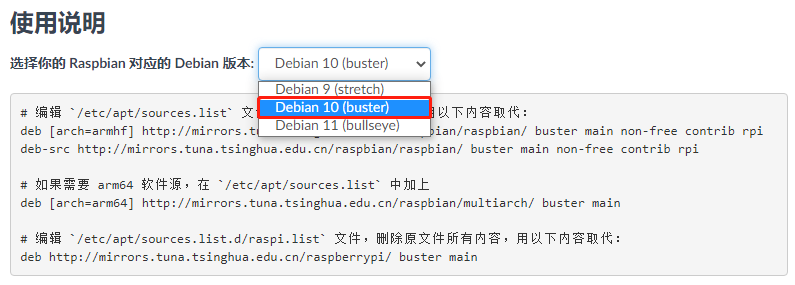 使用说明
选择你的 Raspbian 对应的 Debian 版本: Debian 10 (buster)
Debian 9 (stretch)
Debian 10 (buster)
Debian 11 (bullseye)
# 编辑 `/etc/apt/sources.list` 文 用以下内容取代：
deb [arch=armhf] http://mirrors.tuna.tsinghua.edu.cn/raspbian/raspbian/ buster main non-free contrib rpi
deb-src http://mirrors.tuna.tsinghua.edu.cn/raspbian/raspbian/ buster main non-free contrib rpi
# 如果需要 arm64 软件源，在 `/etc/apt/sources.list` 中加上
deb [arch=arm64] http://mirrors.tuna.tsinghua.edu.cn/raspbian/multiarch/ buster main
# 编辑 `/etc/apt/sources.list.d/raspi.list` 文件，删除原文件所有内容，用以下内容取代：
deb http://mirrors.tuna.tsinghua.edu.cn/raspberrypi/ buster main